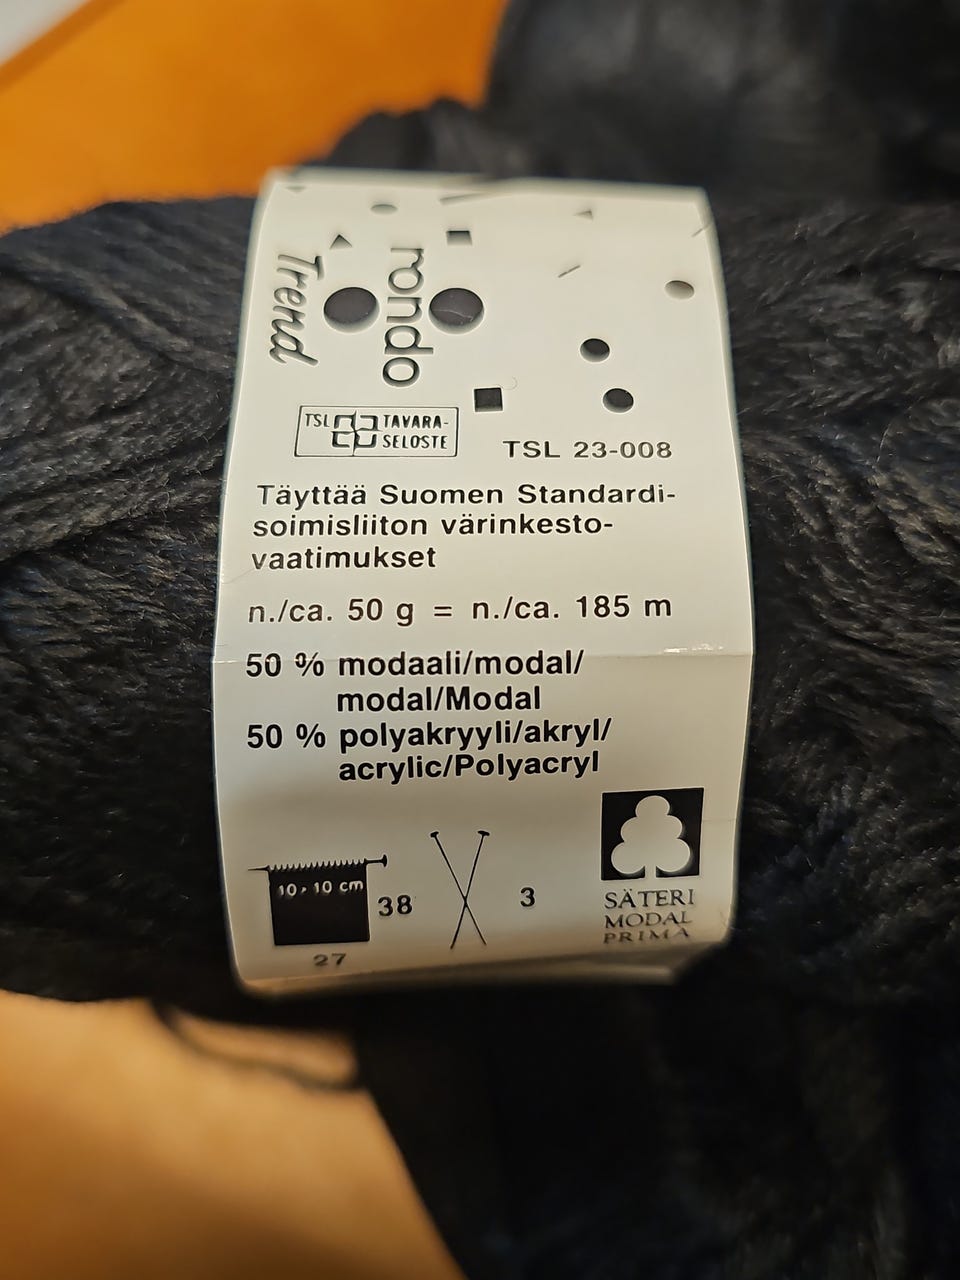 rondo
Trend
TSL TAVARA-
SELOSTE
TSL 23-008
Täyttää Suomen Standardi-
soimisliiton värinkesto-
vaatimukset
n./ca. 50 g = n./ca. 185 m
50 % modaali/modal/
modal/Modal
50 % polyakryyli/akryl/
acrylic/Polyacryl
10 × 10 cm
38
27
3
SÄTERI
MODAL
PRIMA